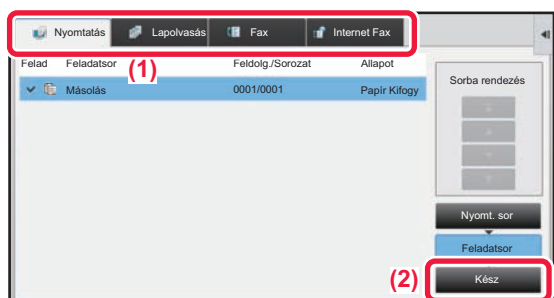 Nyomtatás Lapolvasás Fax Internet Fax
Felad Feladatsor (1) Feldolg./Sorozat Állapot
Másolás 0001/0001 Papír Kifogy
Sorba rendezés
Nyomt. sor
Feladatsor
(2) Kész